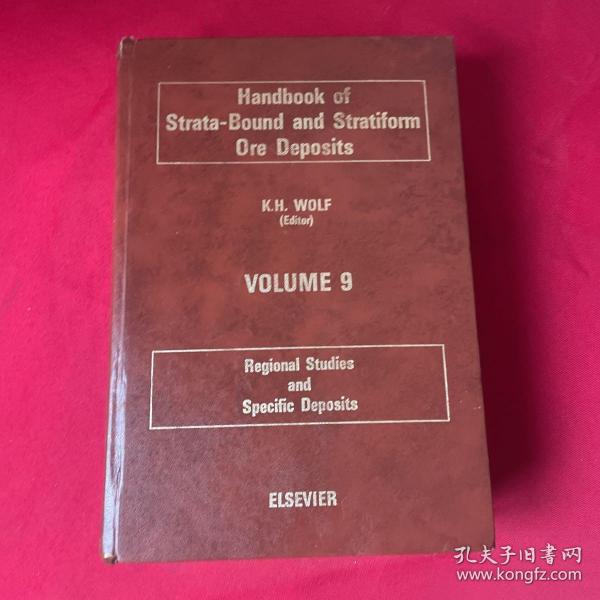 Handbook of
Strata-Bound and Stratiform
Ore Deposits
K.H. WOLF
(Editor)
VOLUME 9
Regional Studies
and
Specific Deposits
ELSEVIER
孔夫子旧書网
www.kongfz.com